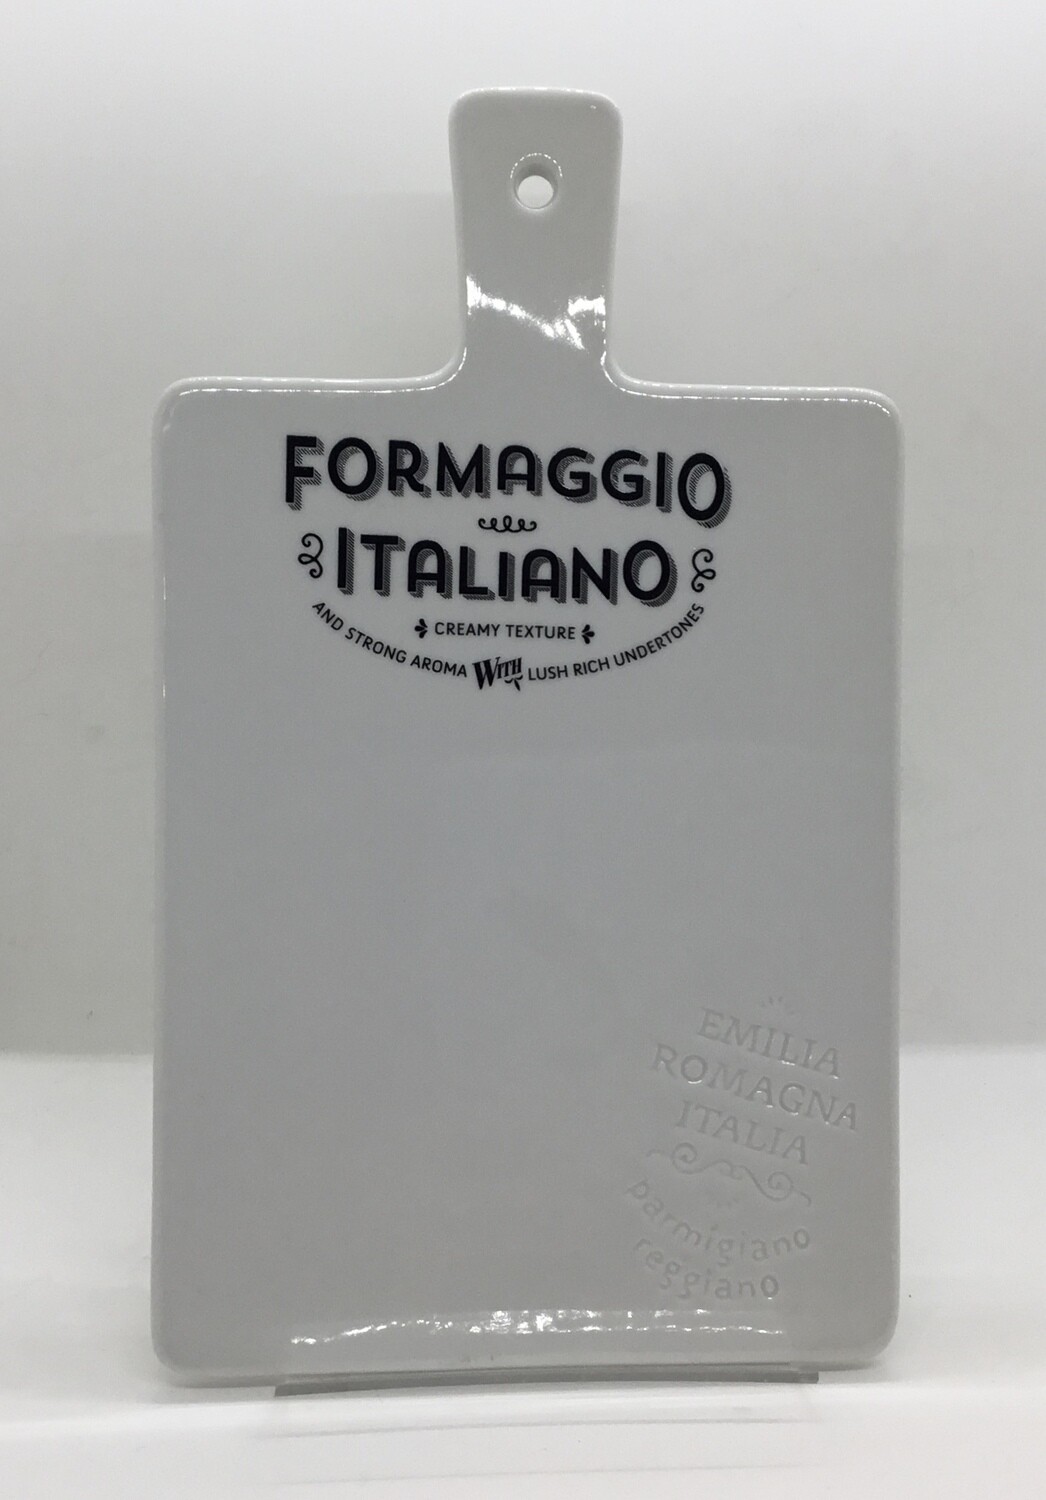 FORMAGGIO
ITALIANO
CREAMY TEXTURE
AND STRONG AROMA WITH LUSH RICH UNDERTONES
EMILIA
ROMAGNA
ITALIA
parmigiano
reggiano